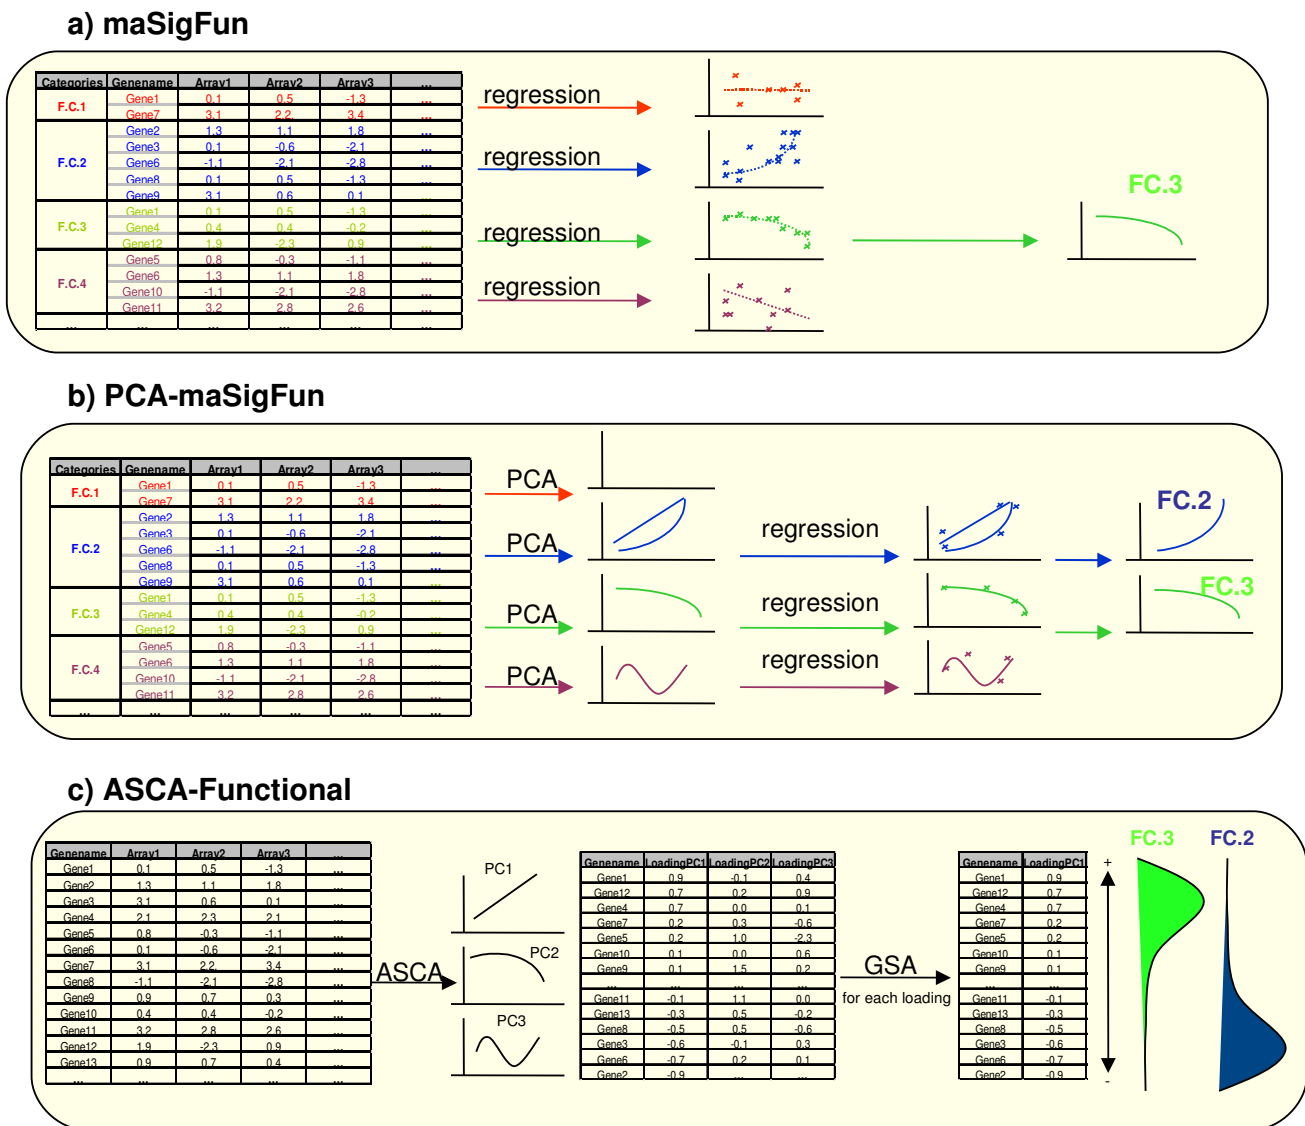 a) maSigFun
Categories Genename Array1 Array2 Array3 ...
F.C.1
Gene1 0.1 0.5 -1.3 ...
Gene7 3.1 2.2. 3.4 ...
F.C.2
Gene2 1.3 1.1 1.8 ...
Gene3 0.1 -0.6 -2.1 ...
Gene6 -1.1 -2.1 -2.8 ...
Gene8 0.1 0.5 -1.3 ...
Gene9 3.1 0.6 0.1 ...
F.C.3
Gene1 0.1 0.5 -1.3 ...
Gene4 0.4 0.4 -0.2 ...
Gene12 1.9 -2.3 0.9 ...
F.C.4
Gene5 0.8 -0.3 -1.1 ...
Gene6 1.3 1.1 1.8 ...
Gene10 -1.1 -2.1 -2.8 ...
Gene11 3.2 2.8 2.6 ...
... ... ... ... ... ...
regression
regression
regression
regression
FC.3
b) PCA-maSigFun
Categories Genename Array1 Array2 Array3 ...
F.C.1
Gene1 0.1 0.5 -1.3 ...
Gene7 3.1 2.2. 3.4 ...
F.C.2
Gene2 1.3 1.1 1.8 ...
Gene3 0.1 -0.6 -2.1 ...
Gene6 -1.1 -2.1 -2.8 ...
Gene8 0.1 0.5 -1.3 ...
Gene9 3.1 0.6 0.1 ...
F.C.3
Gene1 0.1 0.5 -1.3 ...
Gene4 0.4 0.4 -0.2 ...
Gene12 1.9 -2.3 0.9 ...
F.C.4
Gene5 0.8 -0.3 -1.1 ...
Gene6 1.3 1.1 1.8 ...
Gene10 -1.1 -2.1 -2.8 ...
Gene11 3.2 2.8 2.6 ...
... ... ... ... ... ...
PCA
PCA
PCA
PCA
regression
regression
regression
FC.2
FC.3
c) ASCA-Functional
Genename Array1 Array2 Array3 ...
Gene1 0.1 0.5 -1.3 ...
Gene2 1.3 1.1 1.8 ...
Gene3 3.1 0.6 0.1 ...
Gene4 2.1 2.3 2.1 ...
Gene5 0.8 -0.3 -1.1 ...
Gene6 0.1 -0.6 -2.1 ...
Gene7 3.1 2.2. 3.4 ...
Gene8 -1.1 -2.1 -2.8 ...
Gene9 0.9 0.7 0.3 ...
Gene10 0.4 0.4 -0.2 ...
Gene11 3.2 2.8 2.6 ...
Gene12 1.9 -2.3 0.9 ...
Gene13 0.9 0.7 0.4 ...
... ... ... ... ...
ASCA
PC1
PC2
PC3
Genename LoadingPC1 LoadingPC2 LoadingPC3
Gene1 0.9 -0.1 0.4
Gene12 0.7 0.2 0.9
Gene4 0.7 0.0 0.1
Gene7 0.2 0.3 -0.6
Gene5 0.2 1.0 -2.3
Gene10 0.1 0.0 0.6
Gene9 0.1 1.5 0.2
... ... ... ...
Gene11 -0.1 1.1 0.0
Gene13 -0.3 0.5 -0.2
Gene8 -0.5 0.5 -0.6
Gene3 -0.6 -0.1 0.3
Gene6 -0.7 0.2 0.1
Gene2 -0.9 ... ...
GSA
for each loading
Genename LoadingPC1
Gene1 0.9
Gene12 0.7
Gene4 0.7
Gene7 0.2
Gene5 0.2
Gene10 0.1
Gene9 0.1
... ...
Gene11 -0.1
Gene13 -0.3
Gene8 -0.5
Gene3 -0.6
Gene6 -0.7
Gene2 -0.9
+
-
FC.3
FC.2